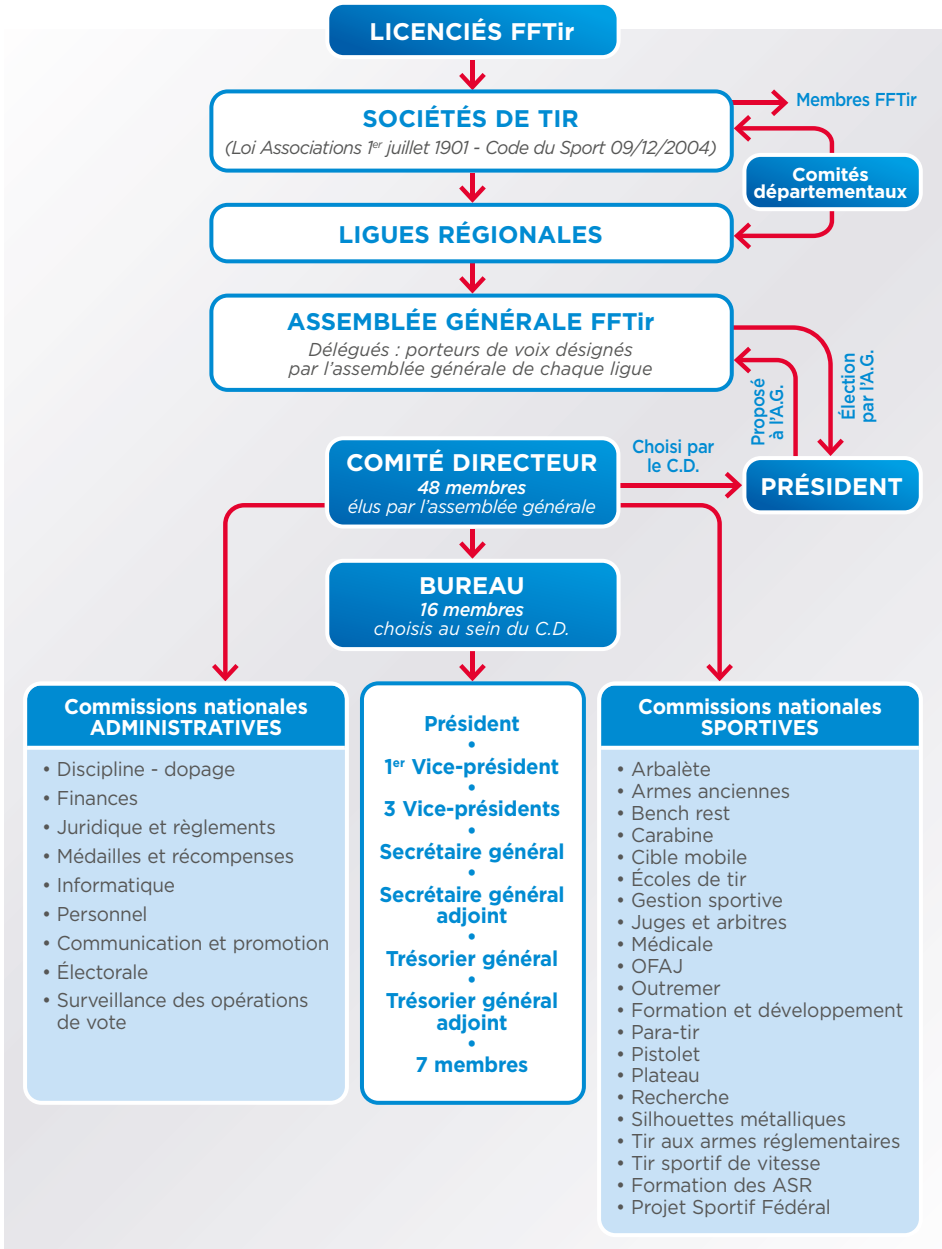 LICENCIÉS FFTir
SOCIÉTÉS DE TIR
(Loi Associations 1er juillet 1901 - Code du Sport 09/12/2004)
Membres FFTir
Comités
départementaux
LIGUES RÉGIONALES
ASSEMBLÉE GÉNÉRALE FFTir
Délégués : porteurs de voix désignés
par l'assemblée générale de chaque ligue
Proposé
à l'A.G.
Élection
par l'A.G.
COMITÉ DIRECTEUR
48 membres
élus par l'assemblée générale
Choisi par
le C.D.
PRÉSIDENT
BUREAU
16 membres
choisis au sein du C.D.
Commissions nationales
ADMINISTRATIVES
• Discipline - dopage
• Finances
• Juridique et règlements
• Médailles et récompenses
• Informatique
• Personnel
• Communication et promotion
• Électorale
• Surveillance des opérations
de vote
Président
•
1er Vice-président
•
3 Vice-présidents
•
Secrétaire général
•
Secrétaire général
adjoint
•
Trésorier général
•
Trésorier général
adjoint
•
7 membres
Commissions nationales
SPORTIVES
• Arbalète
• Armes anciennes
• Bench rest
• Carabine
• Cible mobile
• Écoles de tir
• Gestion sportive
• Juges et arbitres
• Médicale
• OFAJ
• Outremer
• Formation et développement
• Para-tir
• Pistolet
• Plateau
• Recherche
• Silhouettes métalliques
• Tir aux armes réglementaires
• Tir sportif de vitesse
• Formation des ASR
• Projet Sportif Fédéral